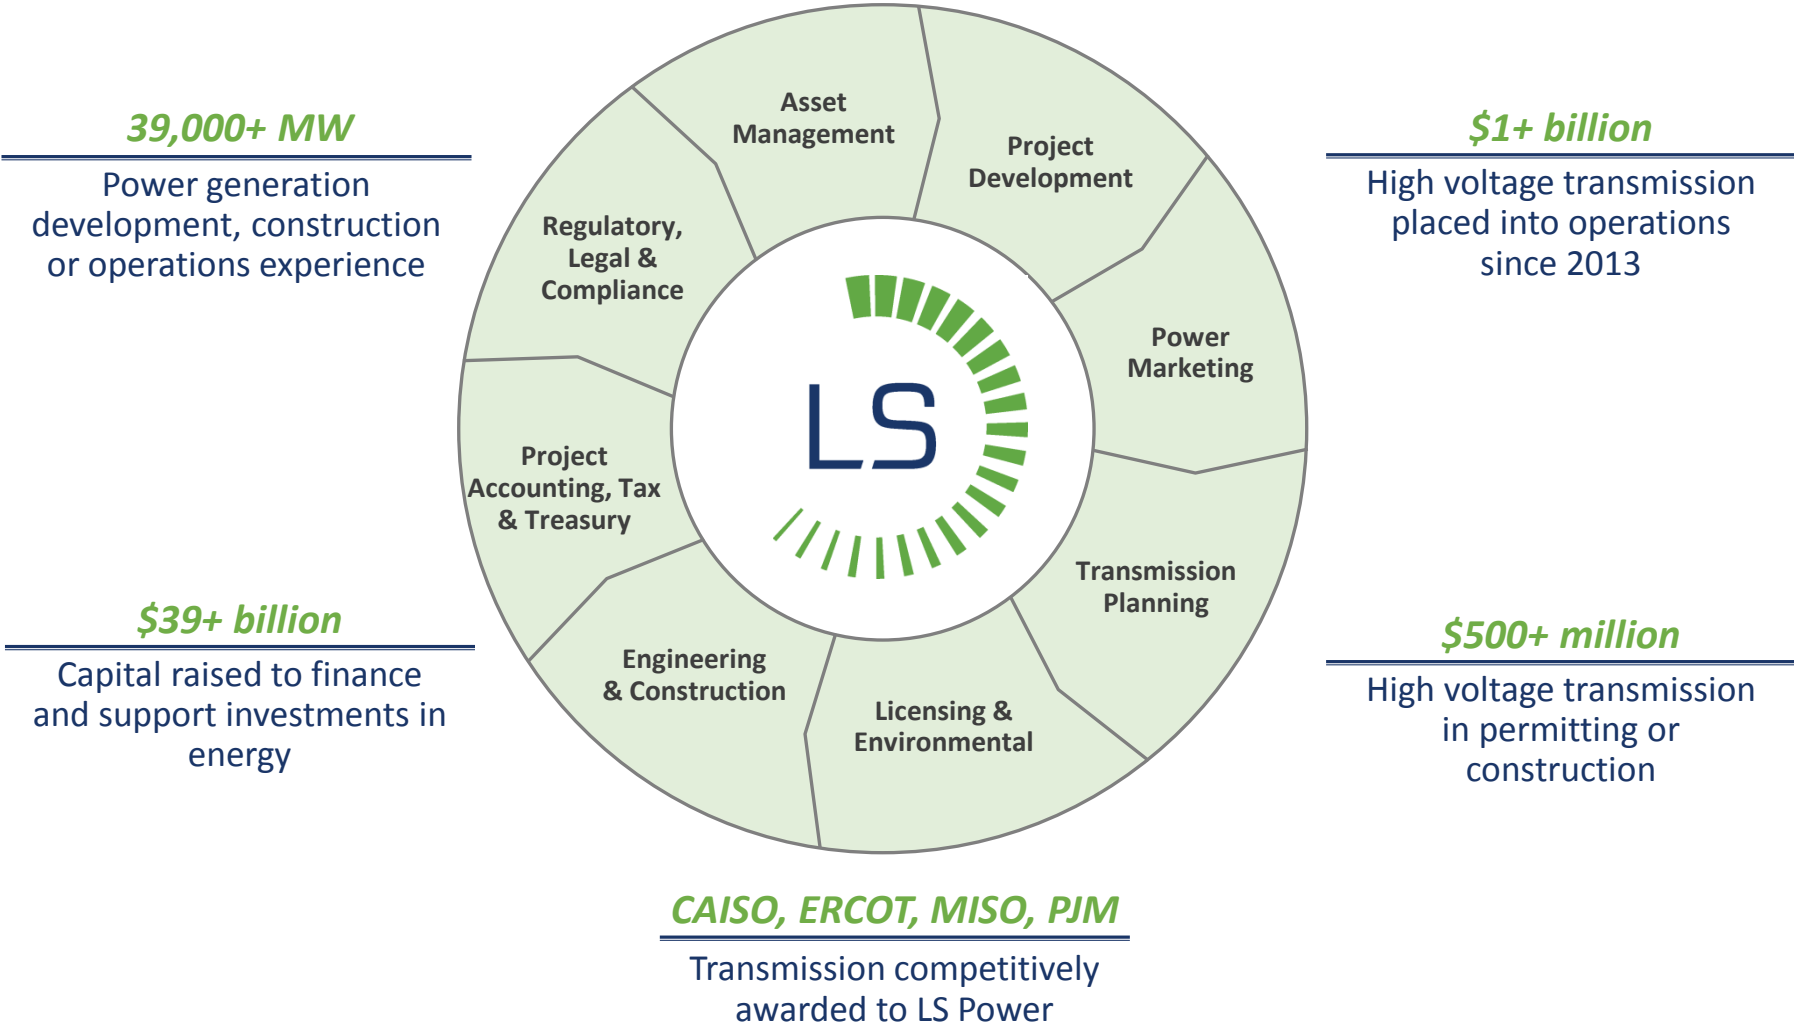 39,000+ MW
Power generation
development, construction
or operations experience
$39+ billion
Capital raised to finance
and support investments in
energy
Asset
Management
Project
Development
Power
Marketing
Transmission
Planning
Licensing &
Environmental
Engineering
& Construction
Project
Accounting, Tax
& Treasury
Regulatory,
Legal &
Compliance
LS
$1+ billion
High voltage transmission
placed into operations
since 2013
$500+ million
High voltage transmission
in permitting or
construction
CAISO, ERCOT, MISO, PJM
Transmission competitively
awarded to LS Power